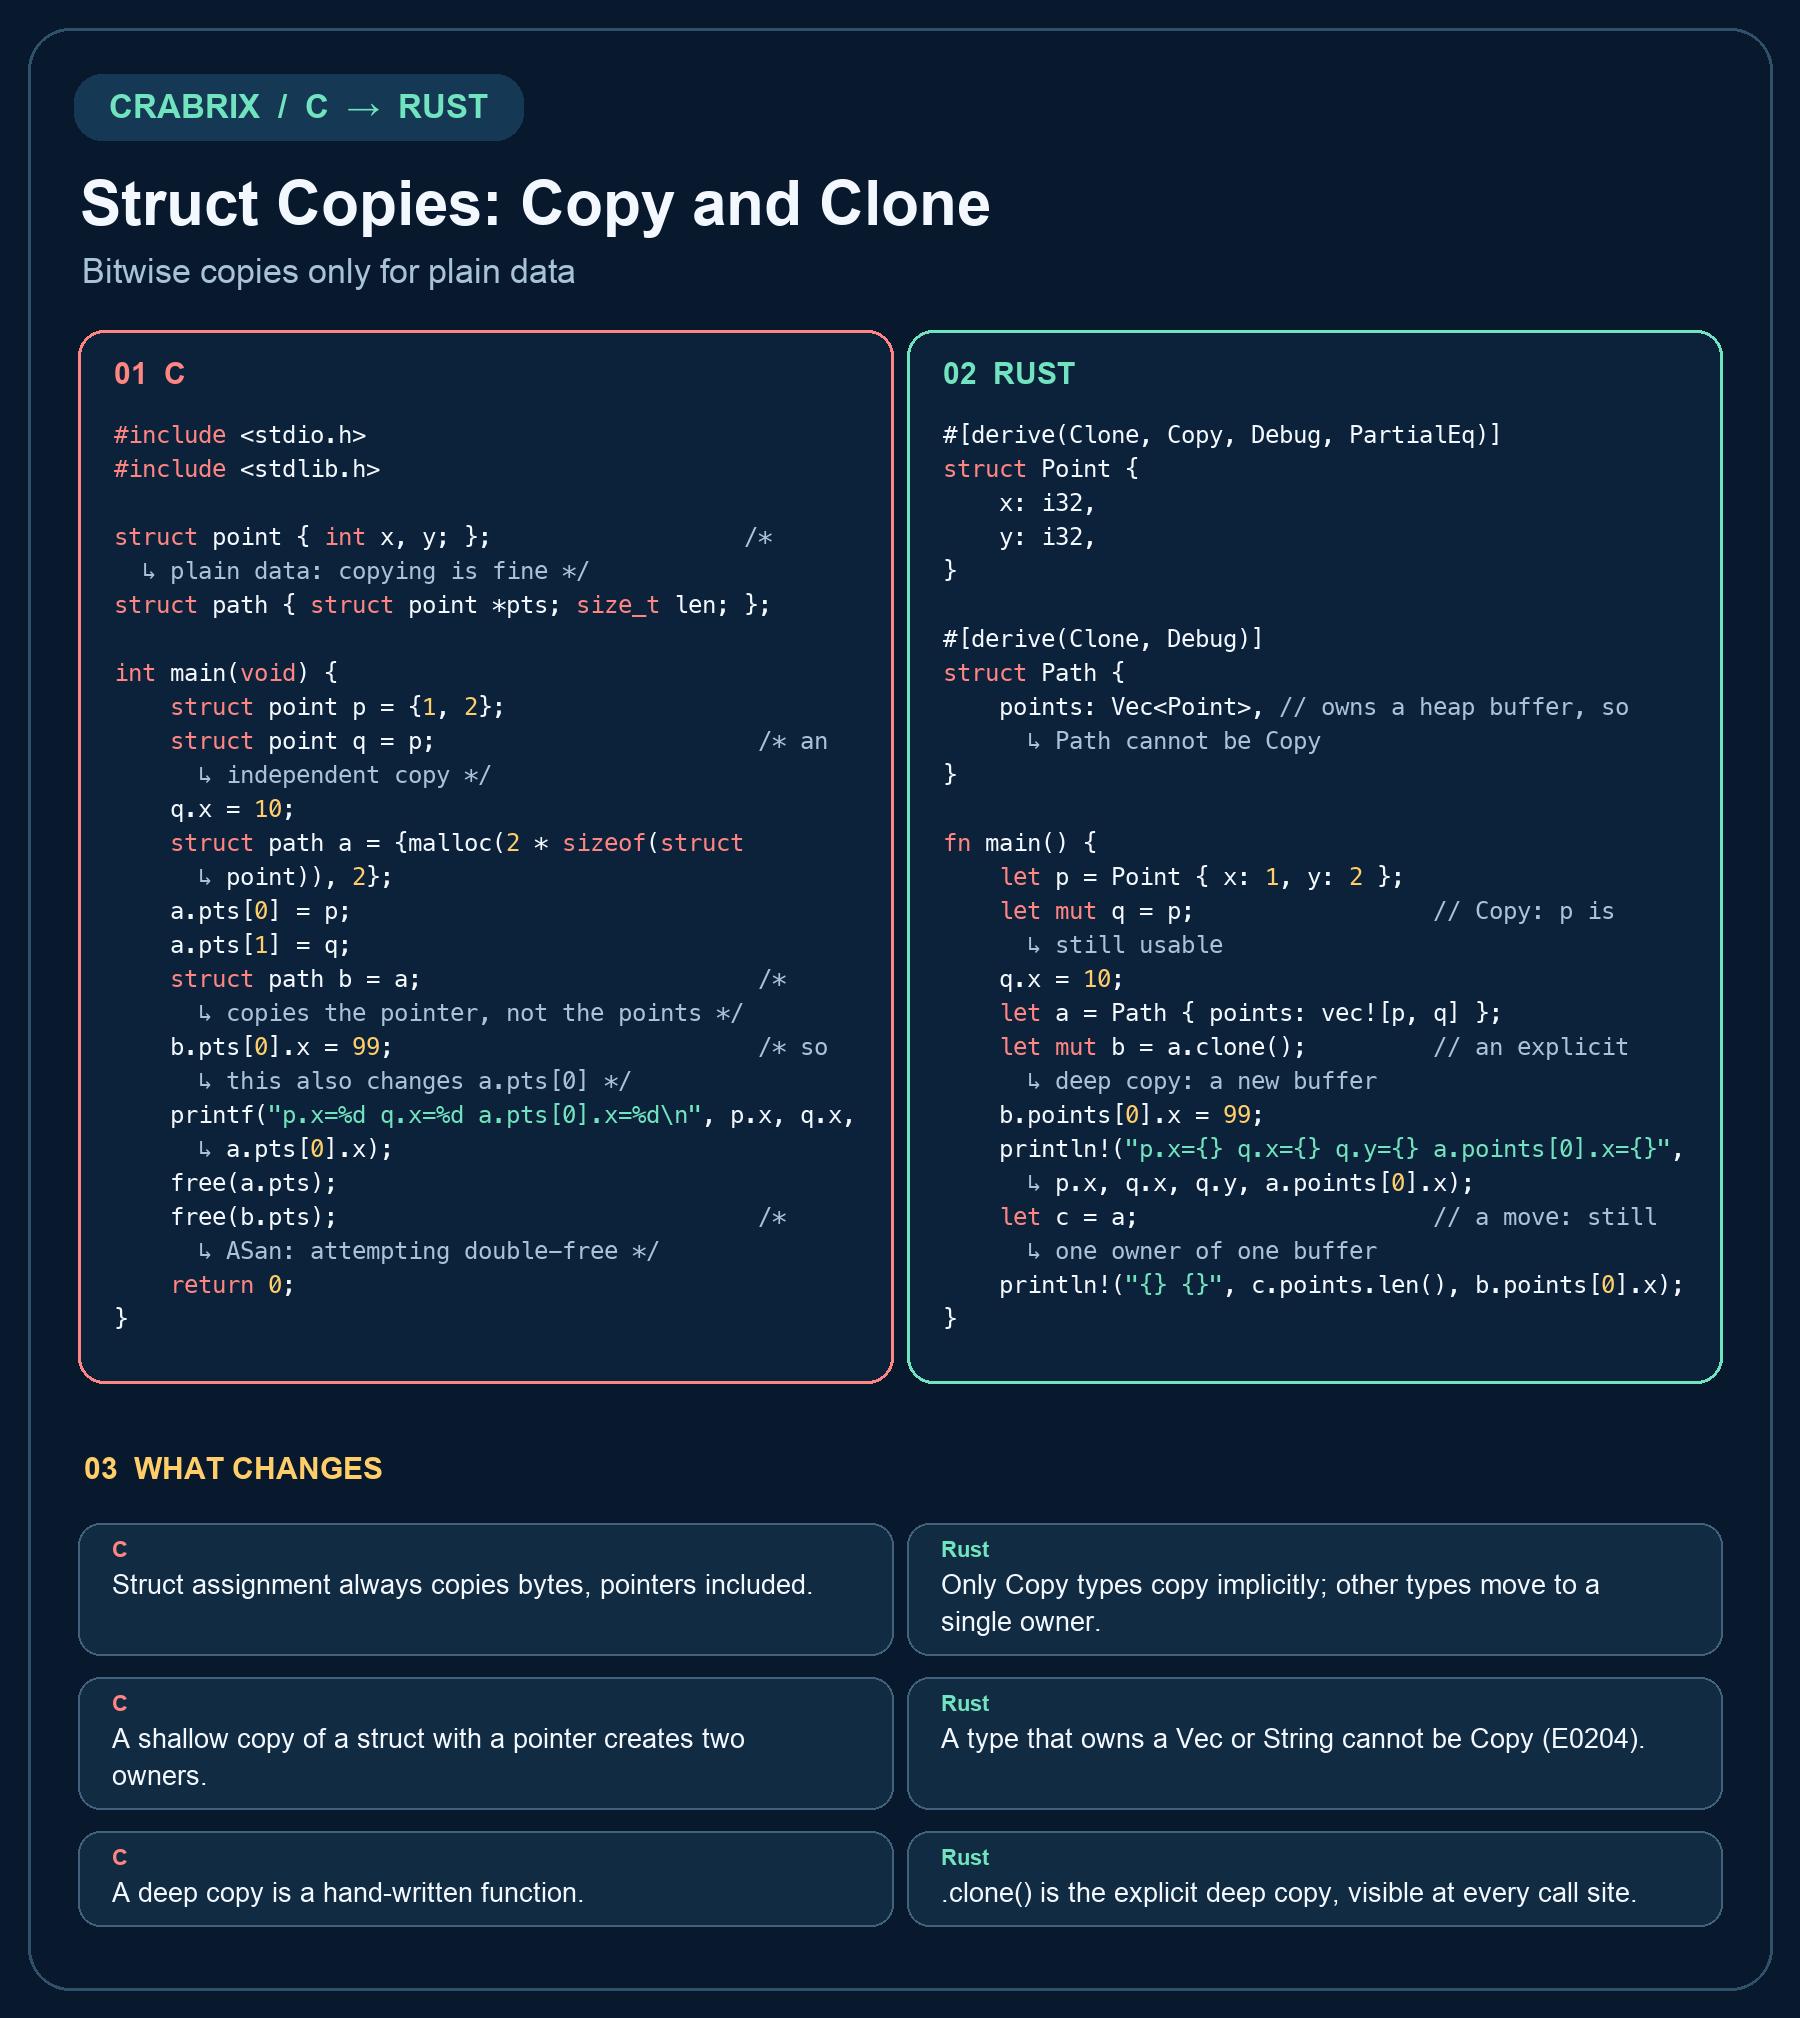 CRABRIX / C → RUST
Struct Copies: Copy and Clone
Bitwise copies only for plain data
01 C
#include <stdio.h>
#include <stdlib.h>
struct point { int x, y; };                  /*
  ↳ plain data: copying is fine */
struct path { struct point *pts; size_t len; };
int main(void) {
    struct point p = {1, 2};
    struct point q = p;                       /* an
      ↳ independent copy */
    q.x = 10;
    struct path a = {malloc(2 * sizeof(struct
      ↳ point)), 2};
    a.pts[0] = p;
    a.pts[1] = q;
    struct path b = a;                        /*
      ↳ copies the pointer, not the points */
    b.pts[0].x = 99;                          /* so
      ↳ this also changes a.pts[0] */
    printf("p.x=%d q.x=%d a.pts[0].x=%d\n", p.x, q.x,
      ↳ a.pts[0].x);
    free(a.pts);
    free(b.pts);                              /*
      ↳ ASan: attempting double-free */
    return 0;
}
02 RUST
#[derive(Clone, Copy, Debug, PartialEq)]
struct Point {
    x: i32,
    y: i32,
}
#[derive(Clone, Debug)]
struct Path {
    points: Vec<Point>, // owns a heap buffer, so
      ↳ Path cannot be Copy
}
fn main() {
    let p = Point { x: 1, y: 2 };
    let mut q = p;                 // Copy: p is
      ↳ still usable
    q.x = 10;
    let a = Path { points: vec![p, q] };
    let mut b = a.clone();         // an explicit
      ↳ deep copy: a new buffer
    b.points[0].x = 99;
    println!("p.x={} q.x={} q.y={} a.points[0].x={}",
      ↳ p.x, q.x, q.y, a.points[0].x);
    let c = a;                     // a move: still
      ↳ one owner of one buffer
    println!("{} {}", c.points.len(), b.points[0].x);
}
03 WHAT CHANGES
C
Struct assignment always copies bytes, pointers included.
Rust
Only Copy types copy implicitly; other types move to a
single owner.
C
A shallow copy of a struct with a pointer creates two
owners.
Rust
A type that owns a Vec or String cannot be Copy (E0204).
C
A deep copy is a hand-written function.
Rust
.clone() is the explicit deep copy, visible at every call site.